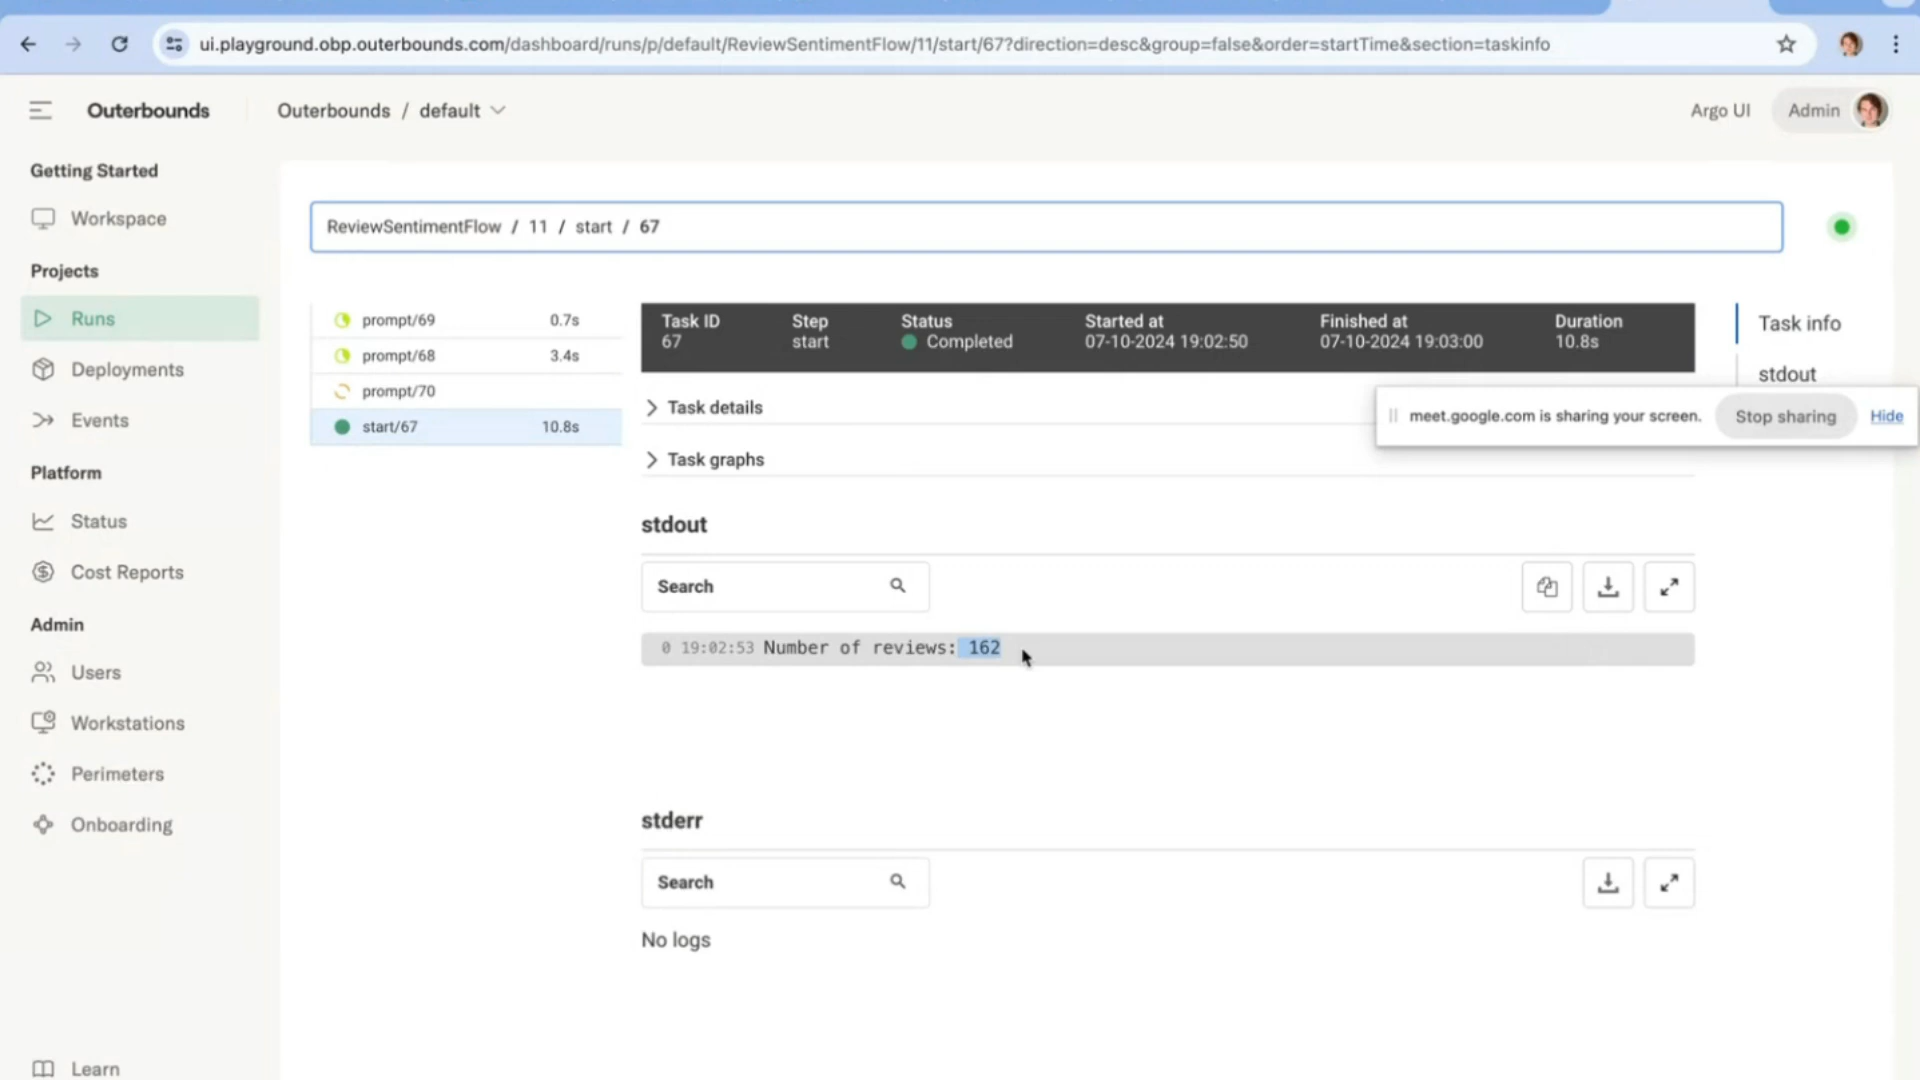 ui.playground.obp.outerbounds.com/dashboard/runs/p/default/ReviewSentimentFlow/11/start/67?direction=desc&group=false&order=startTime&section=taskinfo
Outerbounds
Outerbounds / default
Argo UI
Admin
Getting Started
Workspace
Projects
Runs
Deployments
Events
Platform
Status
Cost Reports
Admin
Users
Workstations
Perimeters
Onboarding
Learn
ReviewSentimentFlow / 11 / start / 67
prompt/69 0.7s
prompt/68 3.4s
prompt/70
start/67 10.8s
Task ID Step Status Started at Finished at Duration
67 start Completed 07-10-2024 19:02:50 07-10-2024 19:03:00 10.8s
Task details
Task graphs
stdout
Search
0 19:02:53 Number of reviews: 162
stderr
Search
No logs
Task info
stdout
meet.google.com is sharing your screen. Stop sharing Hide